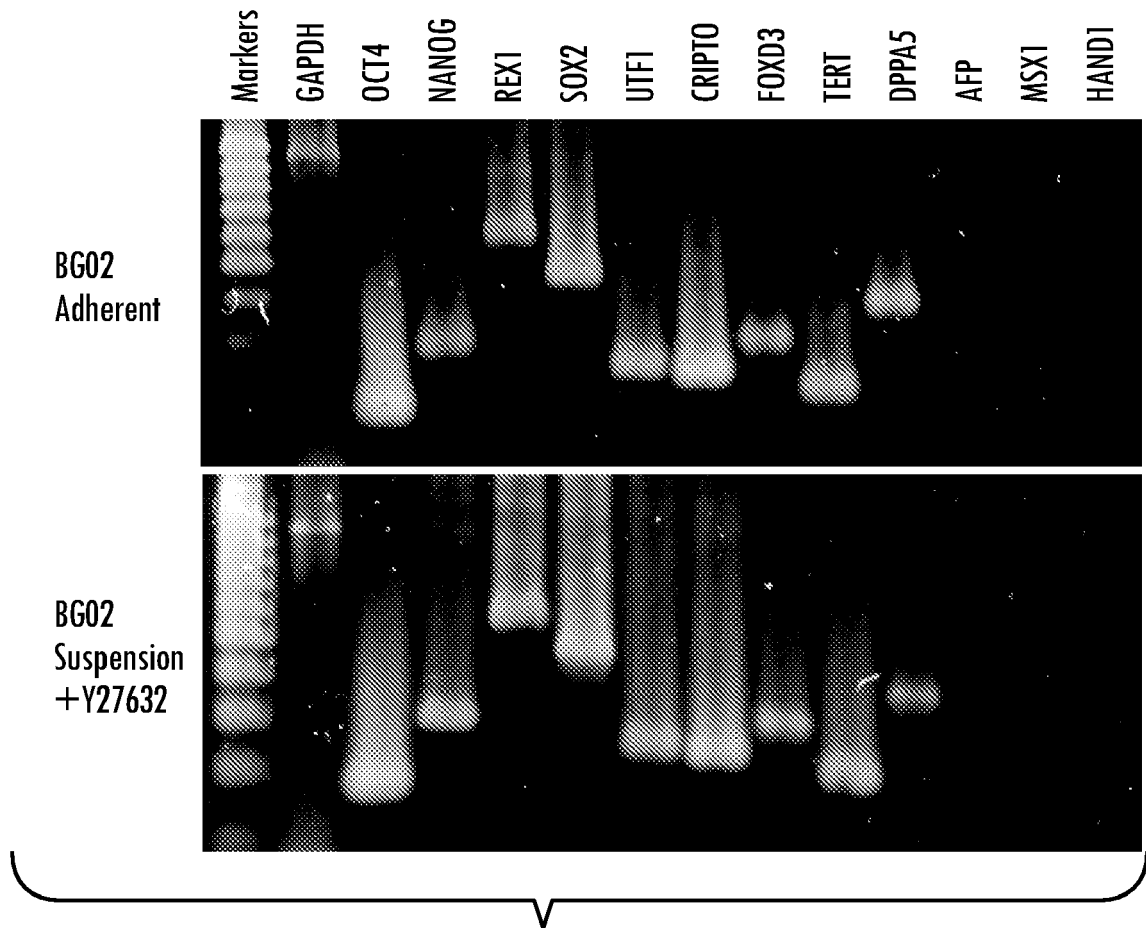 Markers
GAPDH
OCT4
NANOG
REX1
SOX2
UTF1
CRIPTO
FOXD3
TERT
DPPA5
AFP
MSX1
HAND1
BG02
Adherent
BG02
Suspension
+Y27632